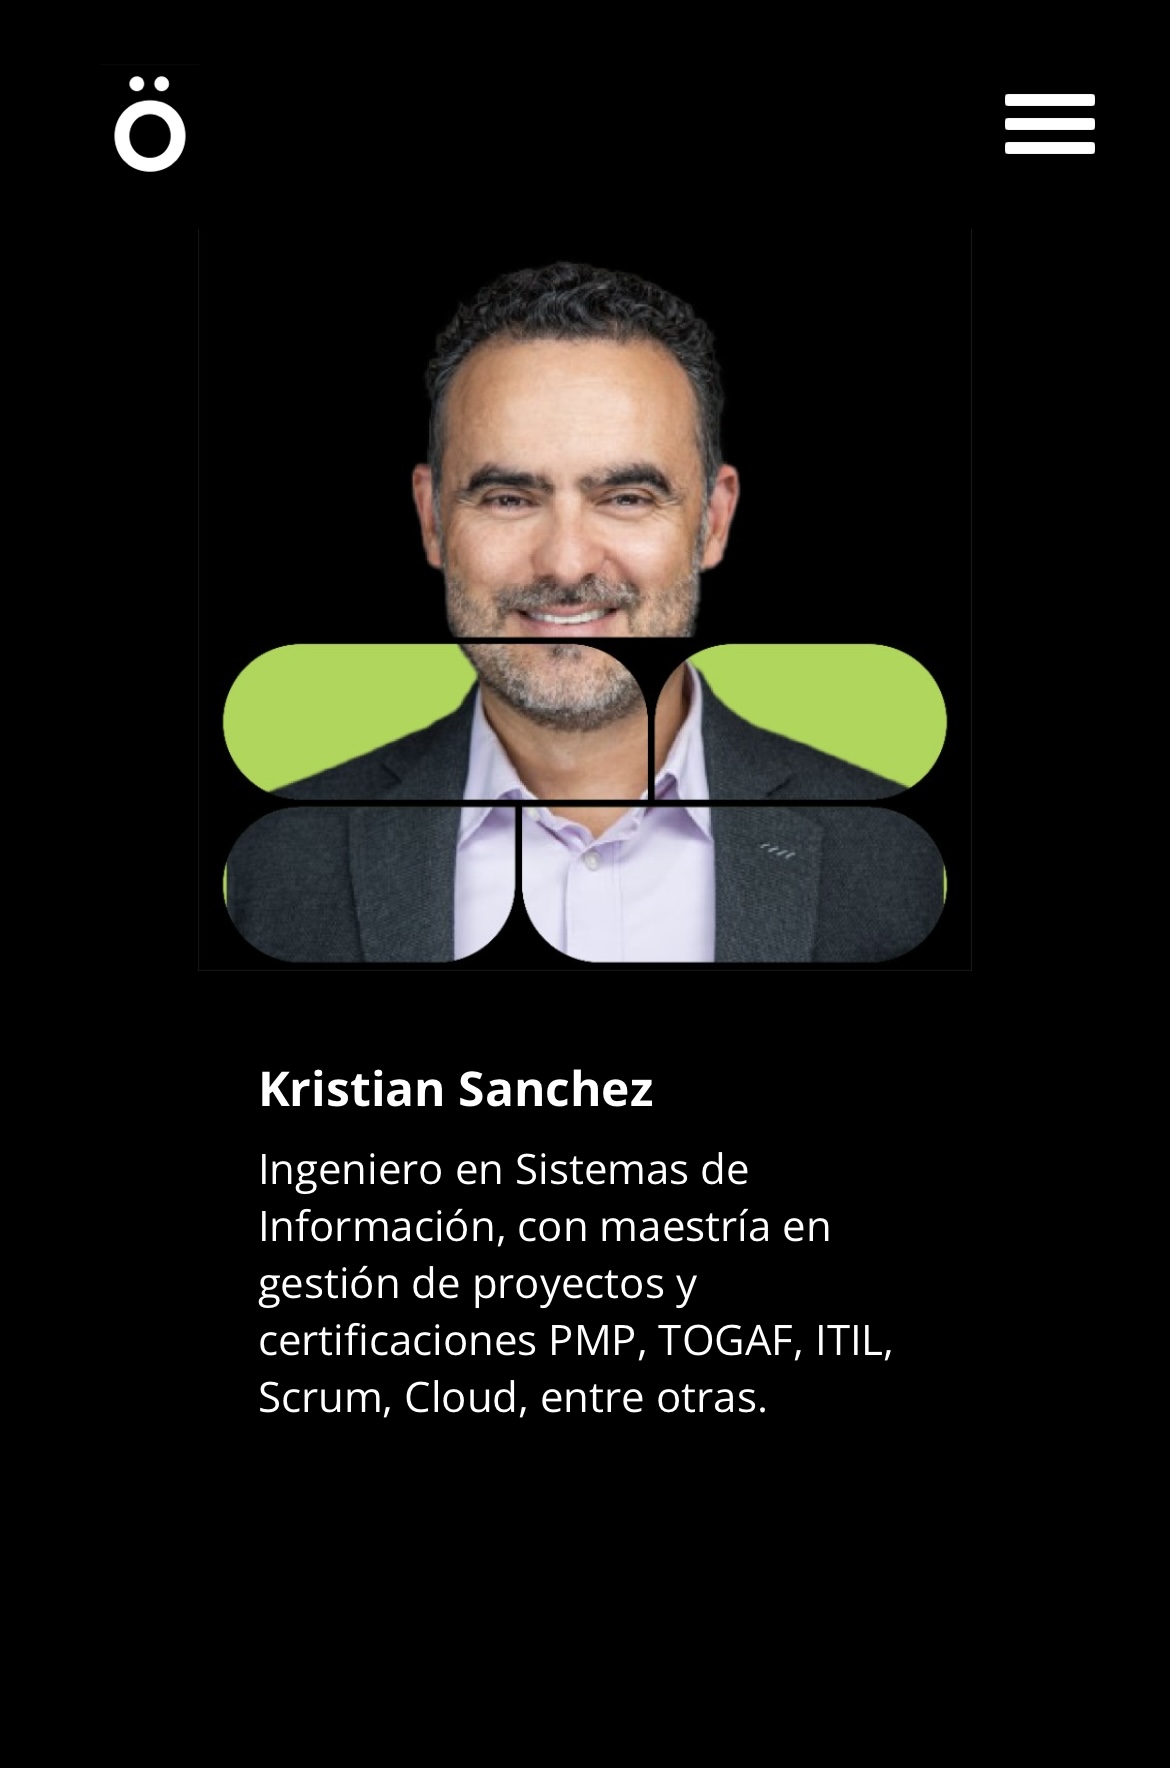 Ö
Kristian Sanchez
Ingeniero en Sistemas de
Información, con maestría en
gestión de proyectos y
certificaciones PMP, TOGAF, ITIL,
Scrum, Cloud, entre otras.